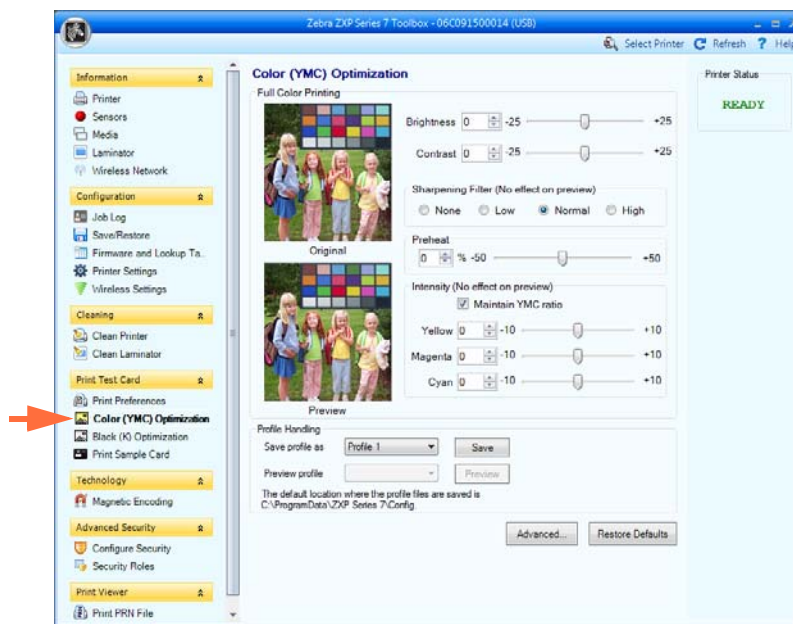 Zebra ZXP Series 7 Toolbox - 06C091500014 (USB)
Select Printer Refresh ? Help
Information
Printer
Sensors
Media
Laminator
Wireless Network
Configuration
Job Log
Save/Restore
Firmware and Lookup Ta..
Printer Settings
Wireless Settings
Cleaning
Clean Printer
Clean Laminator
Print Test Card
Print Preferences
Color (YMC) Optimization
Black (K) Optimization
Print Sample Card
Technology
Magnetic Encoding
Advanced Security
Configure Security
Security Roles
Print Viewer
Print PRN File
Color (YMC) Optimization
Full Color Printing
Original
Preview
Brightness 0 -25 +25
Contrast 0 -25 +25
Sharpening Filter (No effect on preview)
None Low Normal High
Preheat
0 % -50 +50
Intensity (No effect on preview)
Maintain YMC ratio
Yellow 0 -10 +10
Magenta 0 -10 +10
Cyan 0 -10 +10
Profile Handling
Save profile as Profile 1 Save
Preview profile Preview
The default location where the profile files are saved is
C:\ProgramData\ZXP Series 7\Config.
Advanced... Restore Defaults
Printer Status
READY